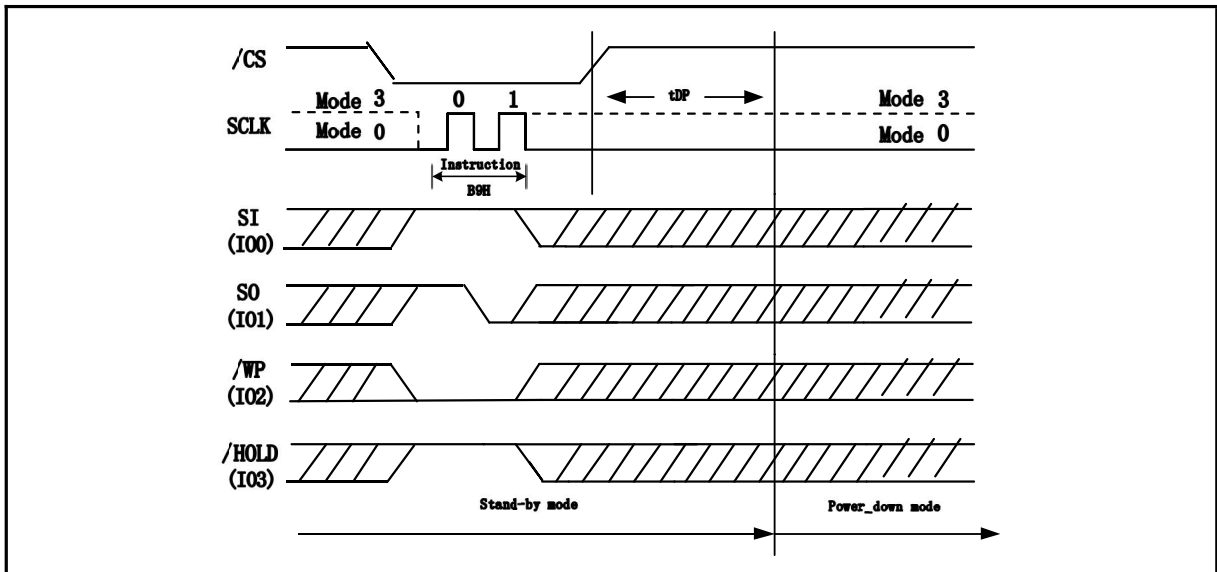 /CS
Mode 3 0 1 tDP Mode 3
SCLK Mode 0 Mode 0
Instruction
B9H
SI
(IO0)
SO
(IO1)
/WP
(IO2)
/HOLD
(IO3)
Stand-by mode Power_down mode